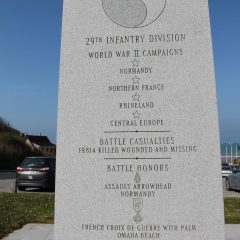 29TH INFANTRY DIVISION
WORLD WAR II CAMPAIGNS
NORMANDY
NORTHERN FRANCE
RHINELAND
CENTRAL EUROPE
BATTLE CASUALTIES
19814 KILLED WOUNDED AND MISSING
BATTLE HONORS
ASSAULT ARROWHEAD
NORMANDY
FRENCH CROIX DE GUERRE WITH PALM
OMAHA BEACH